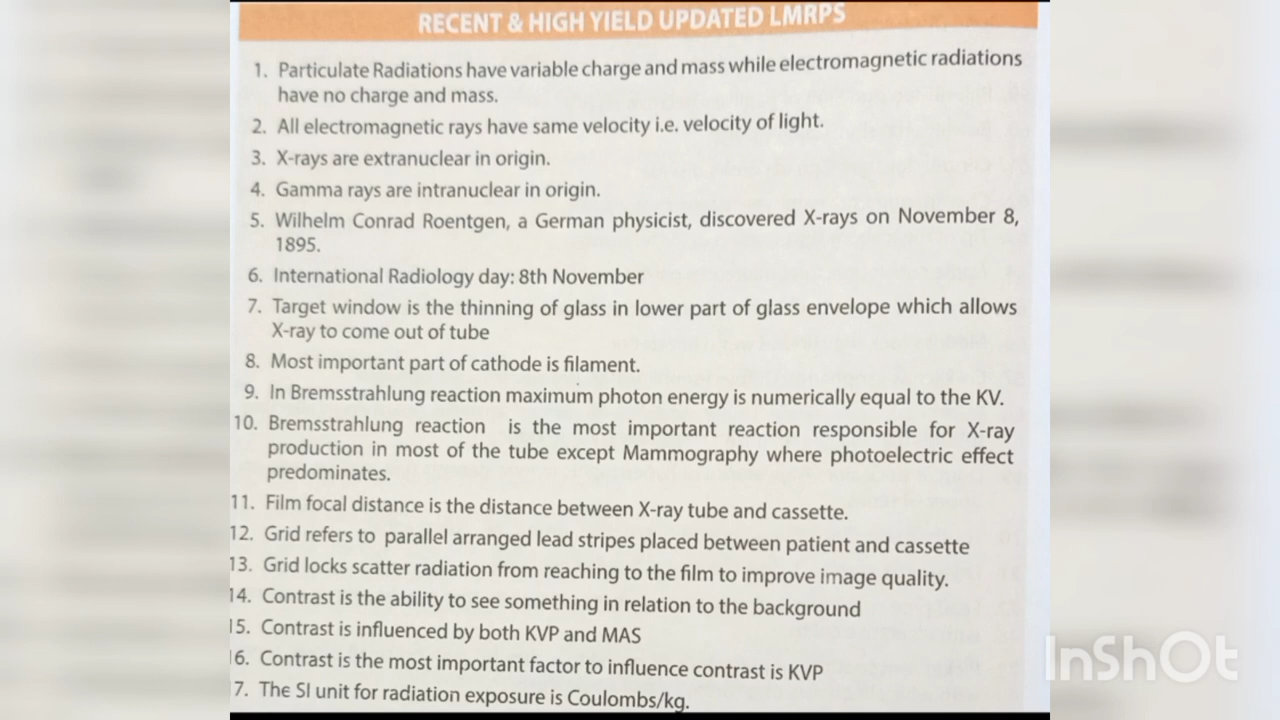 RECENT & HIGH YIELD UPDATED LMRPS
1. Particulate Radiations have variable charge and mass while electromagnetic radiations
have no charge and mass.
2. All electromagnetic rays have same velocity i.e. velocity of light.
3. X-rays are extranuclear in origin.
4. Gamma rays are intranuclear in origin.
5. Wilhelm Conrad Roentgen, a German physicist, discovered X-rays on November 8,
1895.
6. International Radiology day: 8th November
7. Target window is the thinning of glass in lower part of glass envelope which allows
X-ray to come out of tube
8. Most important part of cathode is filament.
9. In Bremsstrahlung reaction maximum photon energy is numerically equal to the KV.
10. Bremsstrahlung reaction is the most important reaction responsible for X-ray
production in most of the tube except Mammography where photoelectric effect
predominates.
11. Film focal distance is the distance between X-ray tube and cassette.
12. Grid refers to parallel arranged lead stripes placed between patient and cassette
13. Grid locks scatter radiation from reaching to the film to improve image quality.
14. Contrast is the ability to see something in relation to the background
15. Contrast is influenced by both KVP and MAS
16. Contrast is the most important factor to influence contrast is KVP
7. The SI unit for radiation exposure is Coulombs/kg.
InShOt